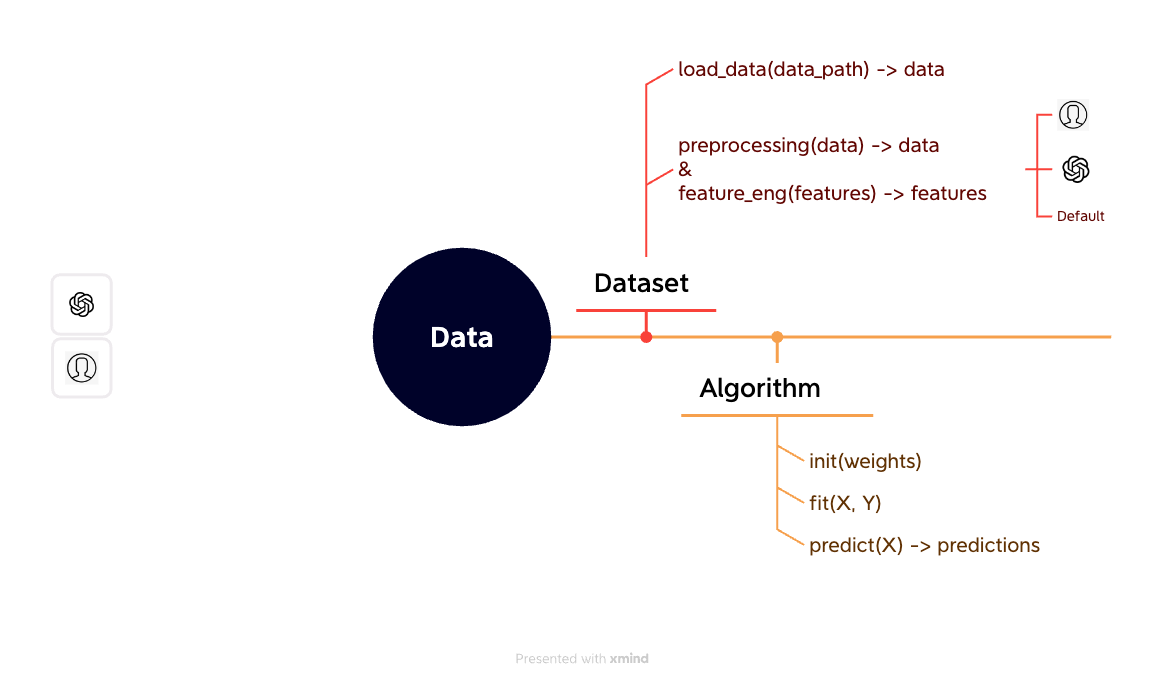 load_data(data_path) -> data
preprocessing(data) -> data
&
feature_eng(features) -> features
Default
Dataset
Data
Algorithm
init(weights)
fit(X, Y)
predict(X) -> predictions
Presented with xmind